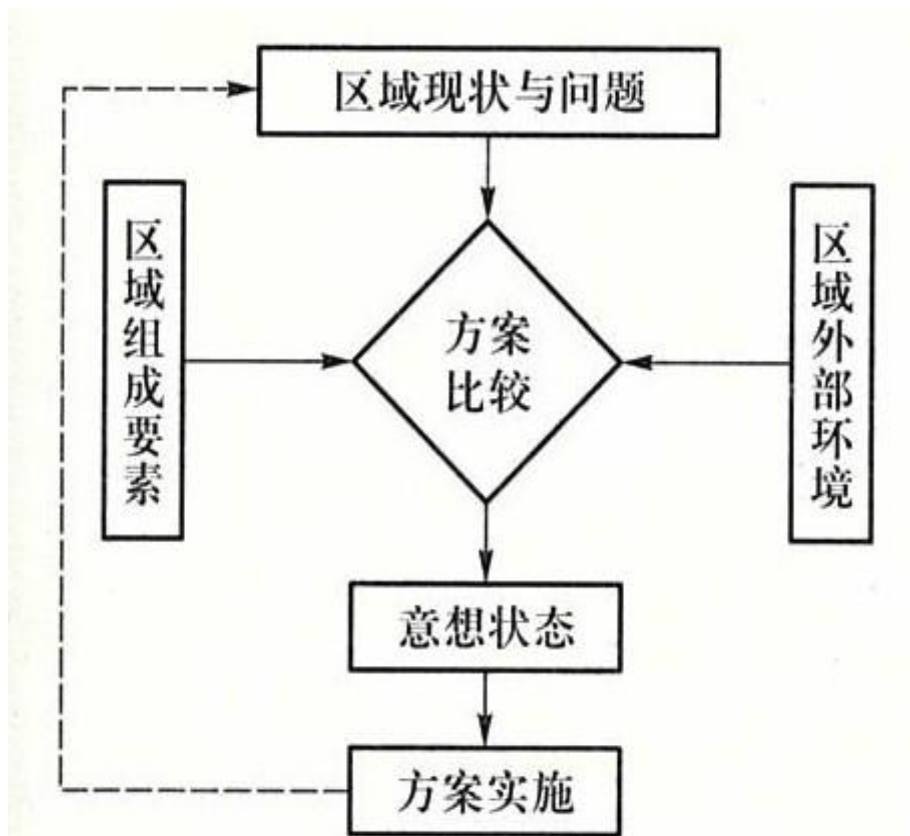 区域现状与问题
区域组成要素
方案
比较
区域外部环境
意想状态
方案实施